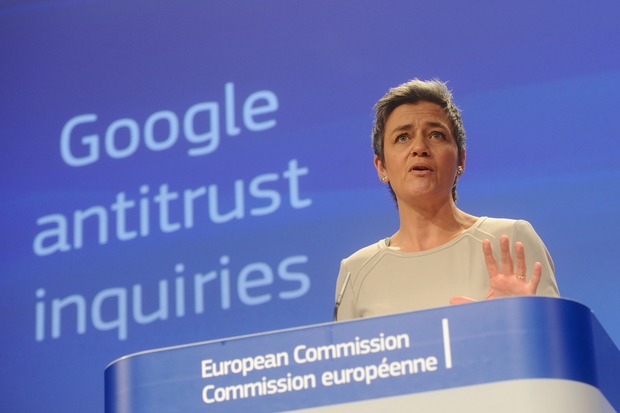 Google
antitrust
inquiries
European Commission
Commission européenne